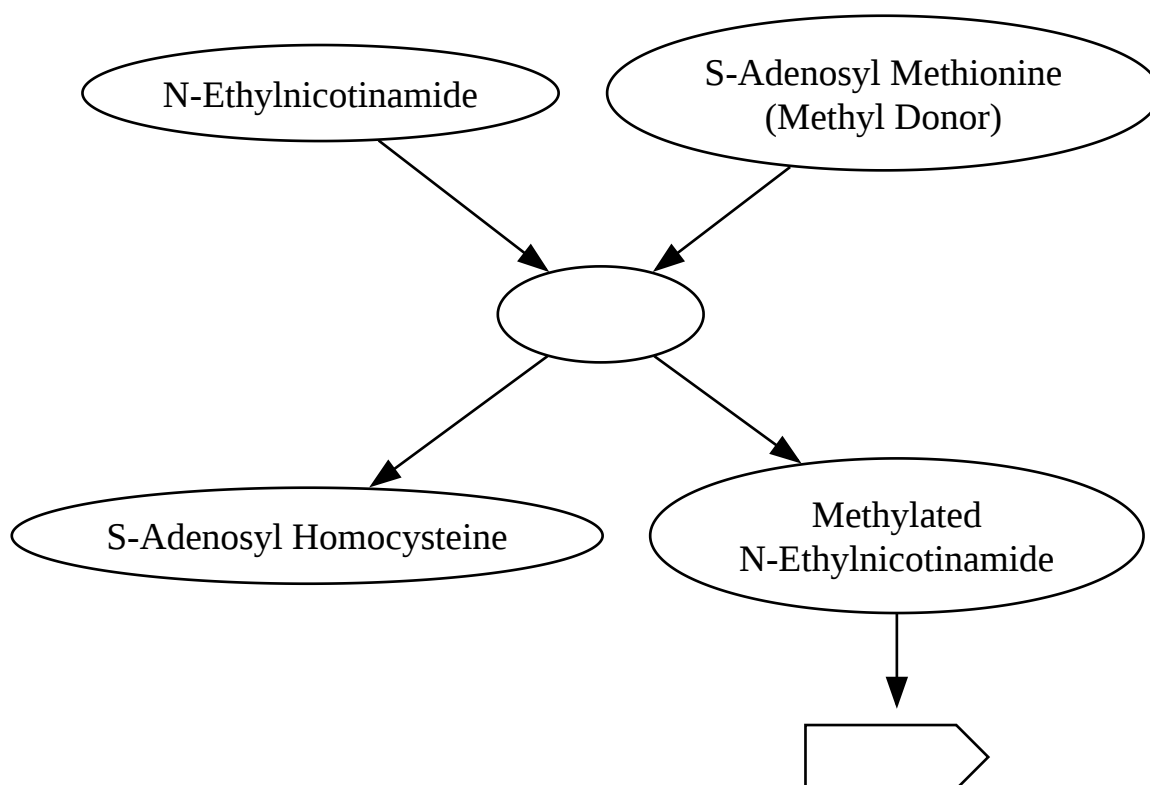 N-Ethylnicotinamide
S-Adenosyl Methionine
(Methyl Donor)
S-Adenosyl Homocysteine
Methylated
N-Ethylnicotinamide